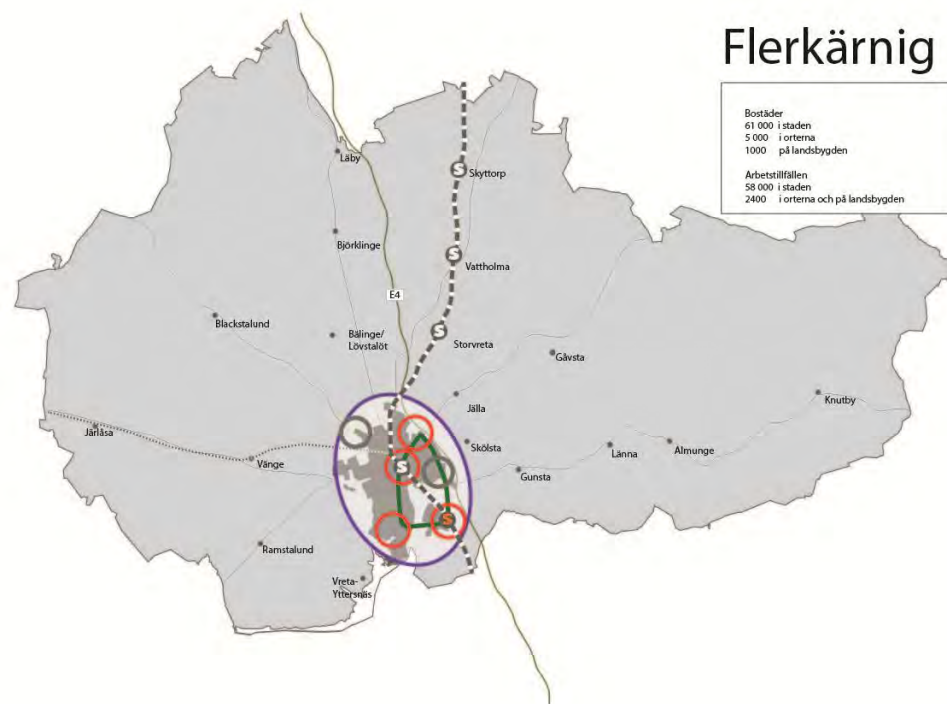 Flerkärnig
Bostäder
61 000 i staden
5 000 i orterna
1000 på landsbygden
Arbetstillfällen
58 000 i staden
2400 i orterna och på landsbygden
Läby
S
Skyttorp
Björklinge
S
Vattholma
E4
Blackstalund
Bälinge/
Lövstalöt
S
Storvreta
Gåvsta
Jälla
Knutby
Järlåsa
Skölsta
Länna
Almunge
Vänge
S
Gunsta
S
Ramstalund
Vreta-
Yttersnäs